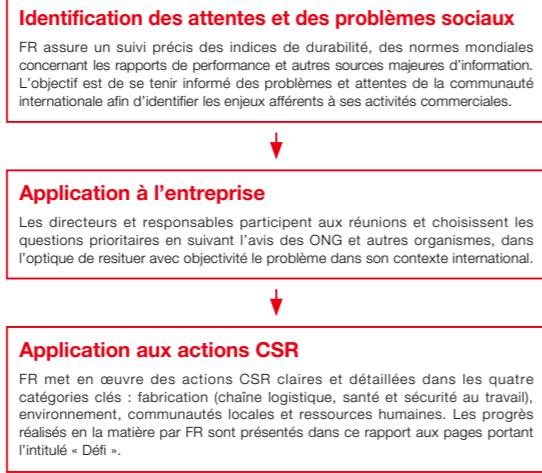 Identification des attentes et des problèmes sociaux
FR assure un suivi précis des indices de durabilité, des normes mondiales
concernant les rapports de performance et autres sources majeures d’information.
L’objectif est de se tenir informé des problèmes et attentes de la communauté
internationale afin d’identifier les enjeux afférents à ses activités commerciales.
Application à l’entreprise
Les directeurs et responsables participent aux réunions et choisissent les
questions prioritaires en suivant l’avis des ONG et autres organismes, dans
l’optique de resituer avec objectivité le problème dans son contexte international.
Application aux actions CSR
FR met en œuvre des actions CSR claires et détaillées dans les quatre
catégories clés : fabrication (chaîne logistique, santé et sécurité au travail),
environnement, communautés locales et ressources humaines. Les progrès
réalisés en la matière par FR sont présentés dans ce rapport aux pages portant
l’intitulé « Défi ».